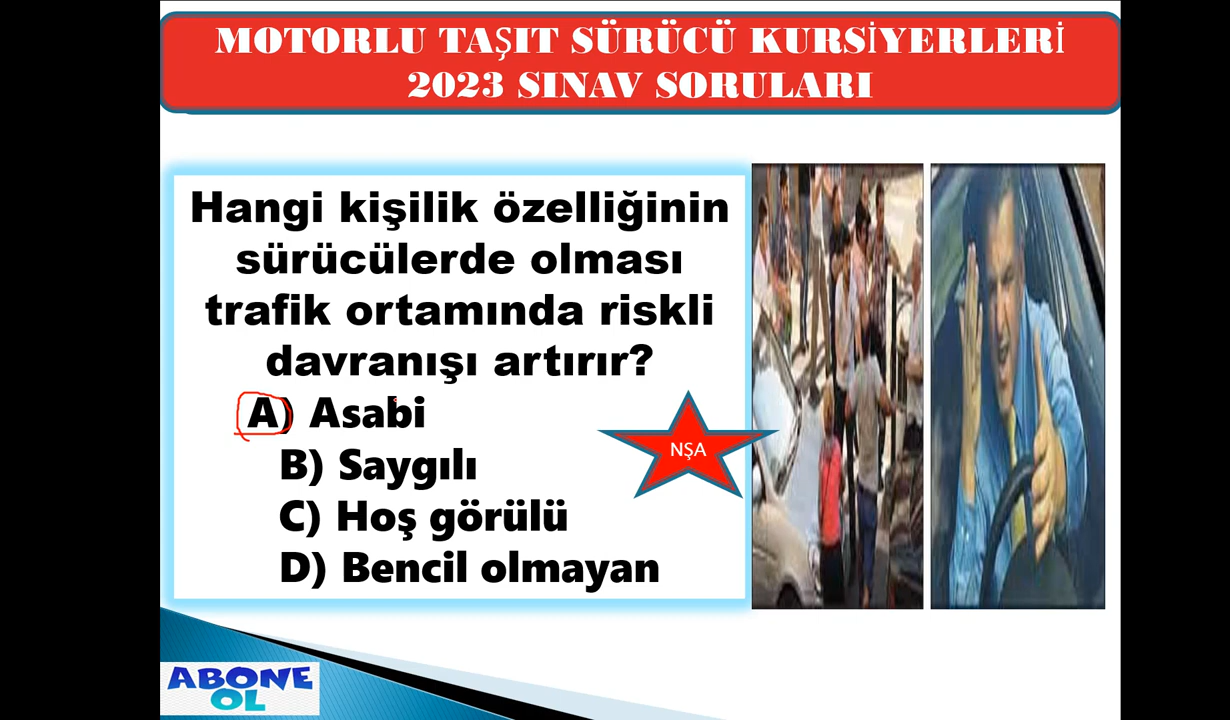 MOTORLU TAŞIT SÜRÜCÜ KURSİYERLERİ
2023 SINAV SORULARI
Hangi kişilik özelliğinin
sürücülerde olması
trafik ortamında riskli
davranışı artırır?
A) Asabi
B) Saygılı
C) Hoş görülü
D) Bencil olmayan
NŞA
ABONE
OL